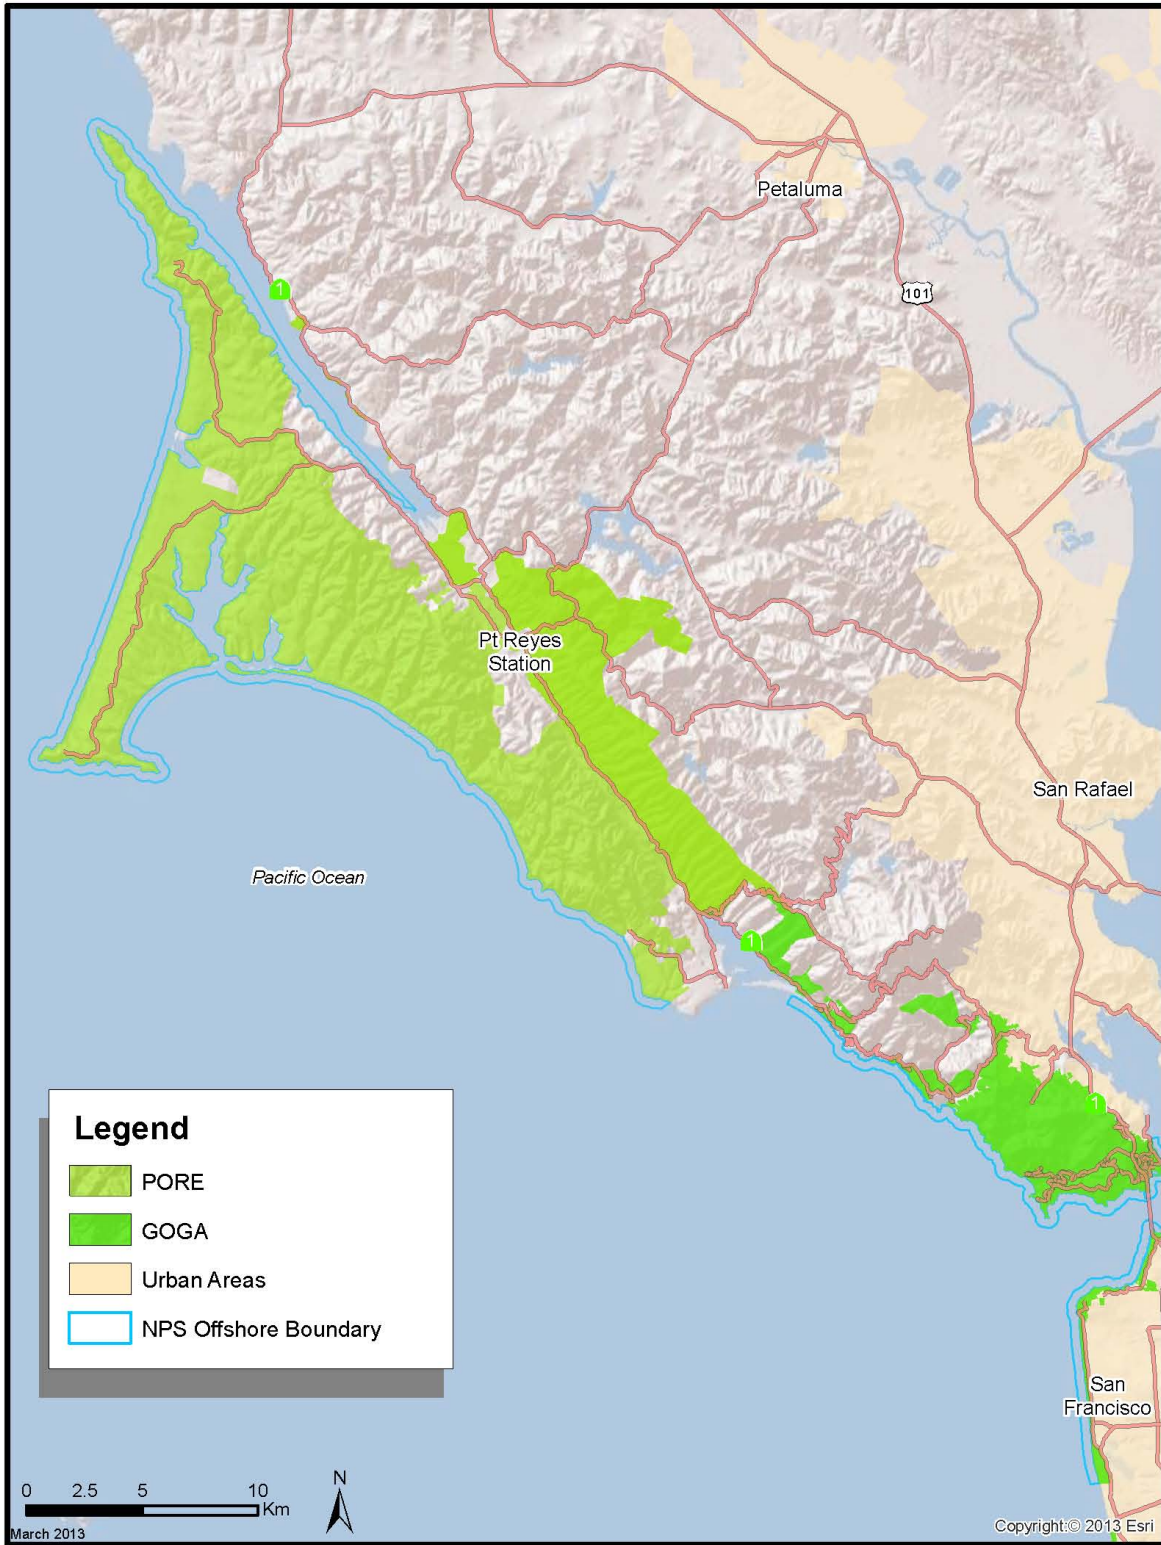 Petaluma
1
101
Pt Reyes
Station
San Rafael
Pacific Ocean
1
1
Legend
PORE
GOGA
Urban Areas
NPS Offshore Boundary
San
Francisco
0 2.5 5 10
Km
N
March 2013
Copyright:© 2013 Esri